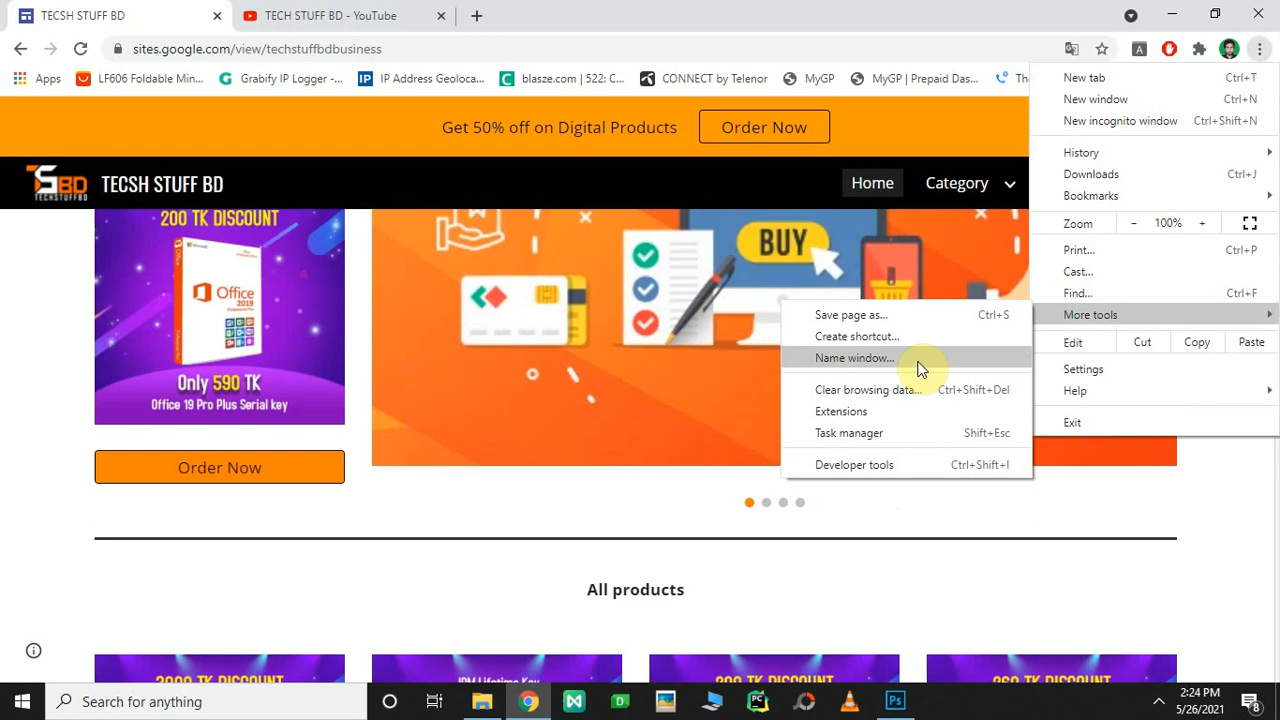 TECSH STUFF BD
TECH STUFF BD - YouTube
sites.google.com/view/techstuffbdbusiness
Apps
LF606 Foldable Min...
Grabify IP Logger -...
IP Address Geoloca...
blasze.com | 522: C...
CONNECT by Telenor
MyGP
MyGP | Prepaid Das...
Get 50% off on Digital Products
Order Now
TSBD
TECHSTUFFBD
TECSH STUFF BD
Home
Category
200 TK DISCOUNT
Microsoft
Office
2019
Professional Plus
Only 590 TK
Office 19 Pro Plus Serial key
Order Now
BUY
New tab Ctrl+T
New window Ctrl+N
New incognito window Ctrl+Shift+N
History
Downloads Ctrl+J
Bookmarks
Zoom - 100% +
Print... Ctrl+P
Cast...
Find... Ctrl+F
More tools
Edit Cut Copy Paste
Settings
Help
Exit
Save page as... Ctrl+S
Create shortcut...
Name window...
Clear browsing data... Ctrl+Shift+Del
Extensions
Task manager Shift+Esc
Developer tools Ctrl+Shift+I
All products
Search for anything
2:24 PM
5/26/2021